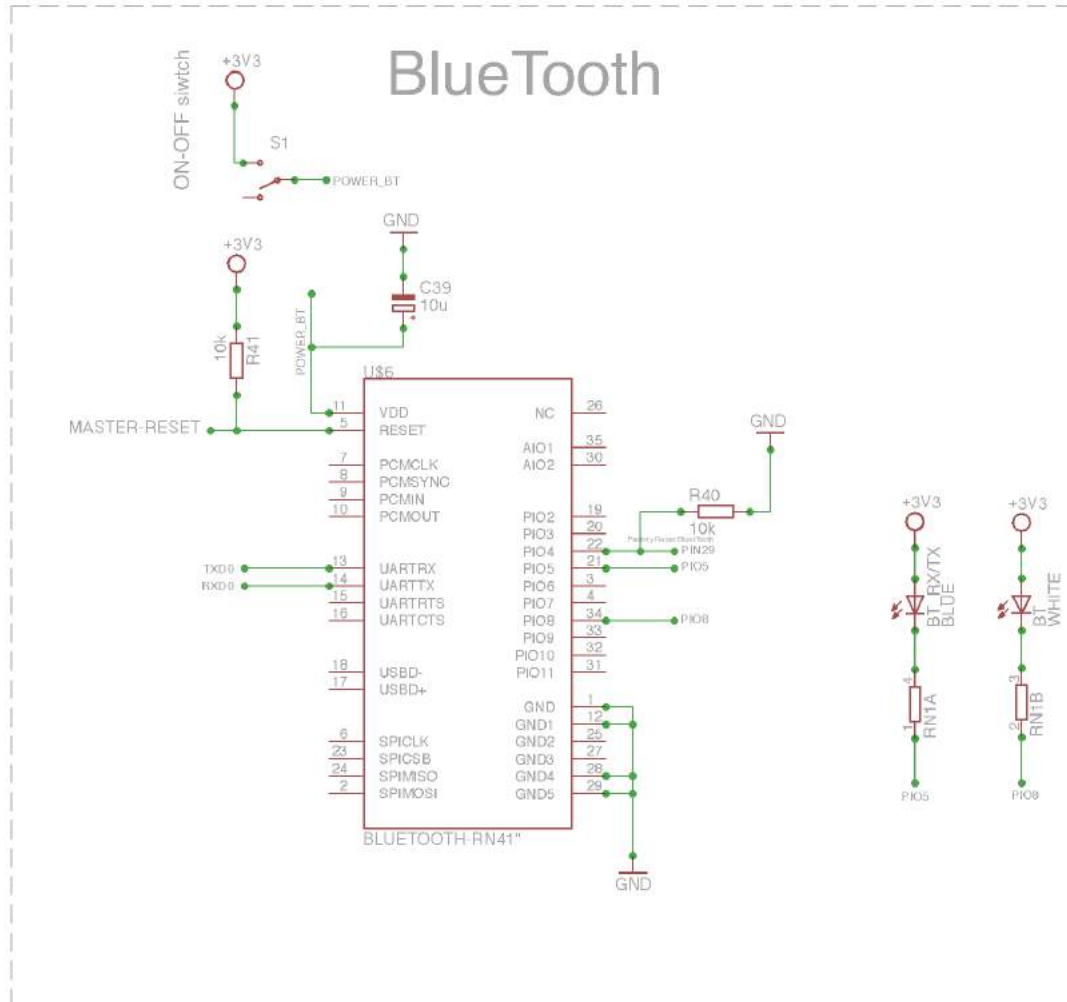 BlueTooth
+3V3
ON-OFF siwtch
S1
POWER_BT
GND
+3V3
C39
10u
10k
R41
POWER_BT
U$6
MASTER-RESET
11 VDD
5 RESET
7 PCMCLK
8 PCMSYNC
9 PCMIN
10 PCMOUT
TXD0 13 UARTRX
RXD0 14 UARTTX
15 UARTRTS
16 UARTCTS
18 USBD-
17 USBD+
6 SPICLK
23 SPICSB
24 SPIMISO
2 SPIMOSI
NC 26
AIO1 35
AIO2 30
PIO2 19
PIO3 20
PIO4 22 PIN29
PIO5 21 PIO5
PIO6 3
PIO7 4
PIO8 34 PIO8
PIO9 33
PIO10 32
PIO11 31
GND 1
GND1 12
GND2 25
GND3 27
GND4 28
GND5 29
BLUETOOTH-RN41"
GND
GND
R40
10k
Factory Reset BlueTooth
+3V3
BT_RX/TX
BLUE
4
1
RN1A
PIO5
+3V3
BT
WHITE
3
2
RN1B
PIO8